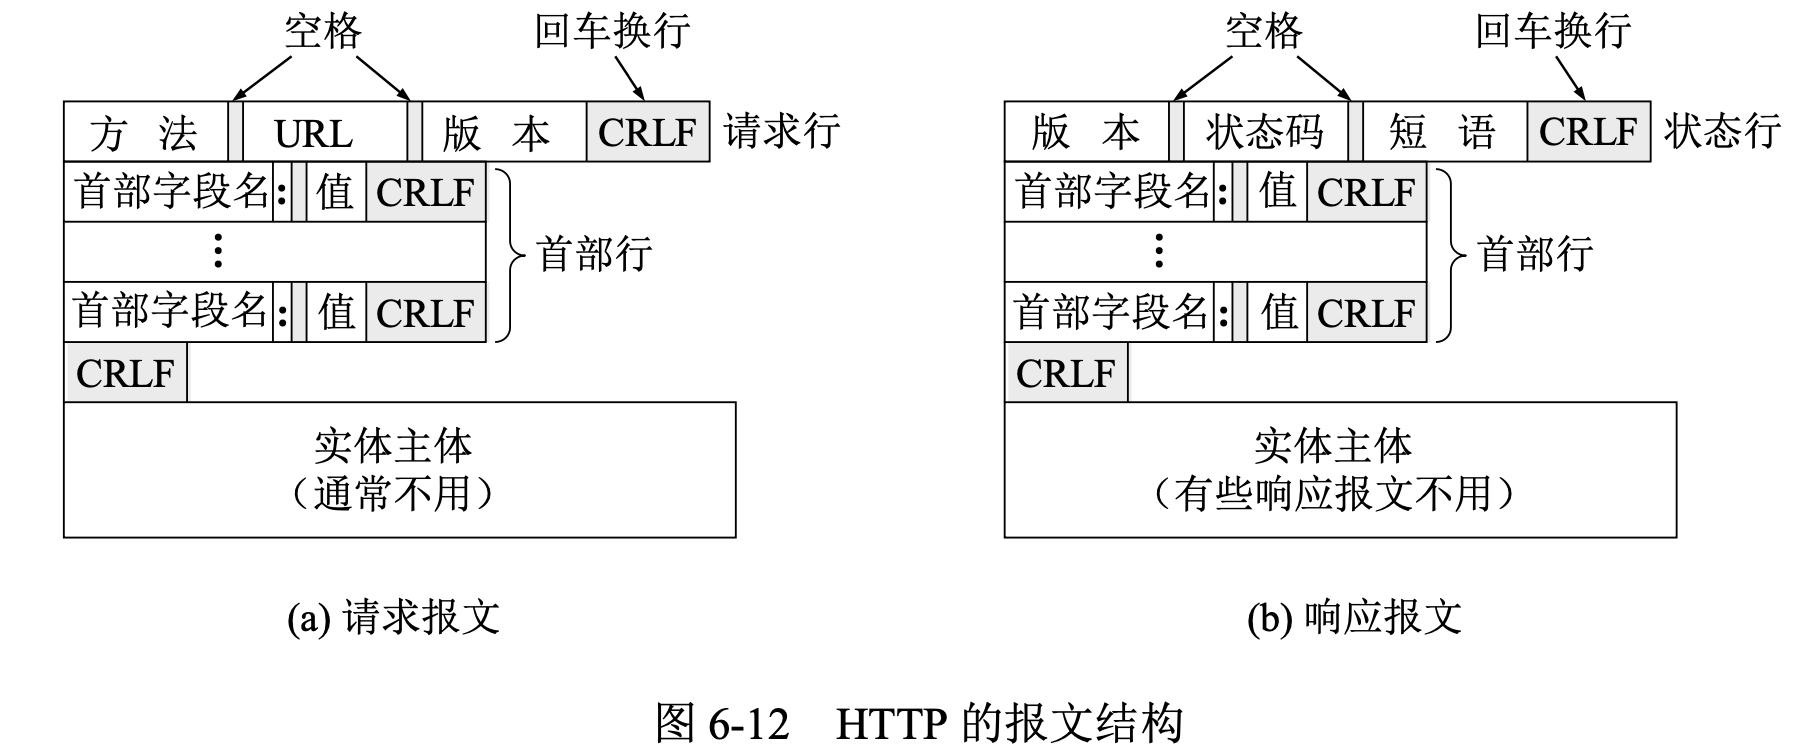 空格 回车换行 空格 回车换行
方法 URL 版本 CRLF 请求行
首部字段名: 值 CRLF
⋮
首部字段名: 值 CRLF
首部行
CRLF
实体主体
（通常不用）
(a) 请求报文
版本 状态码 短语 CRLF 状态行
首部字段名: 值 CRLF
⋮
首部字段名: 值 CRLF
首部行
CRLF
实体主体
（有些响应报文不用）
(b) 响应报文
图 6-12 HTTP 的报文结构